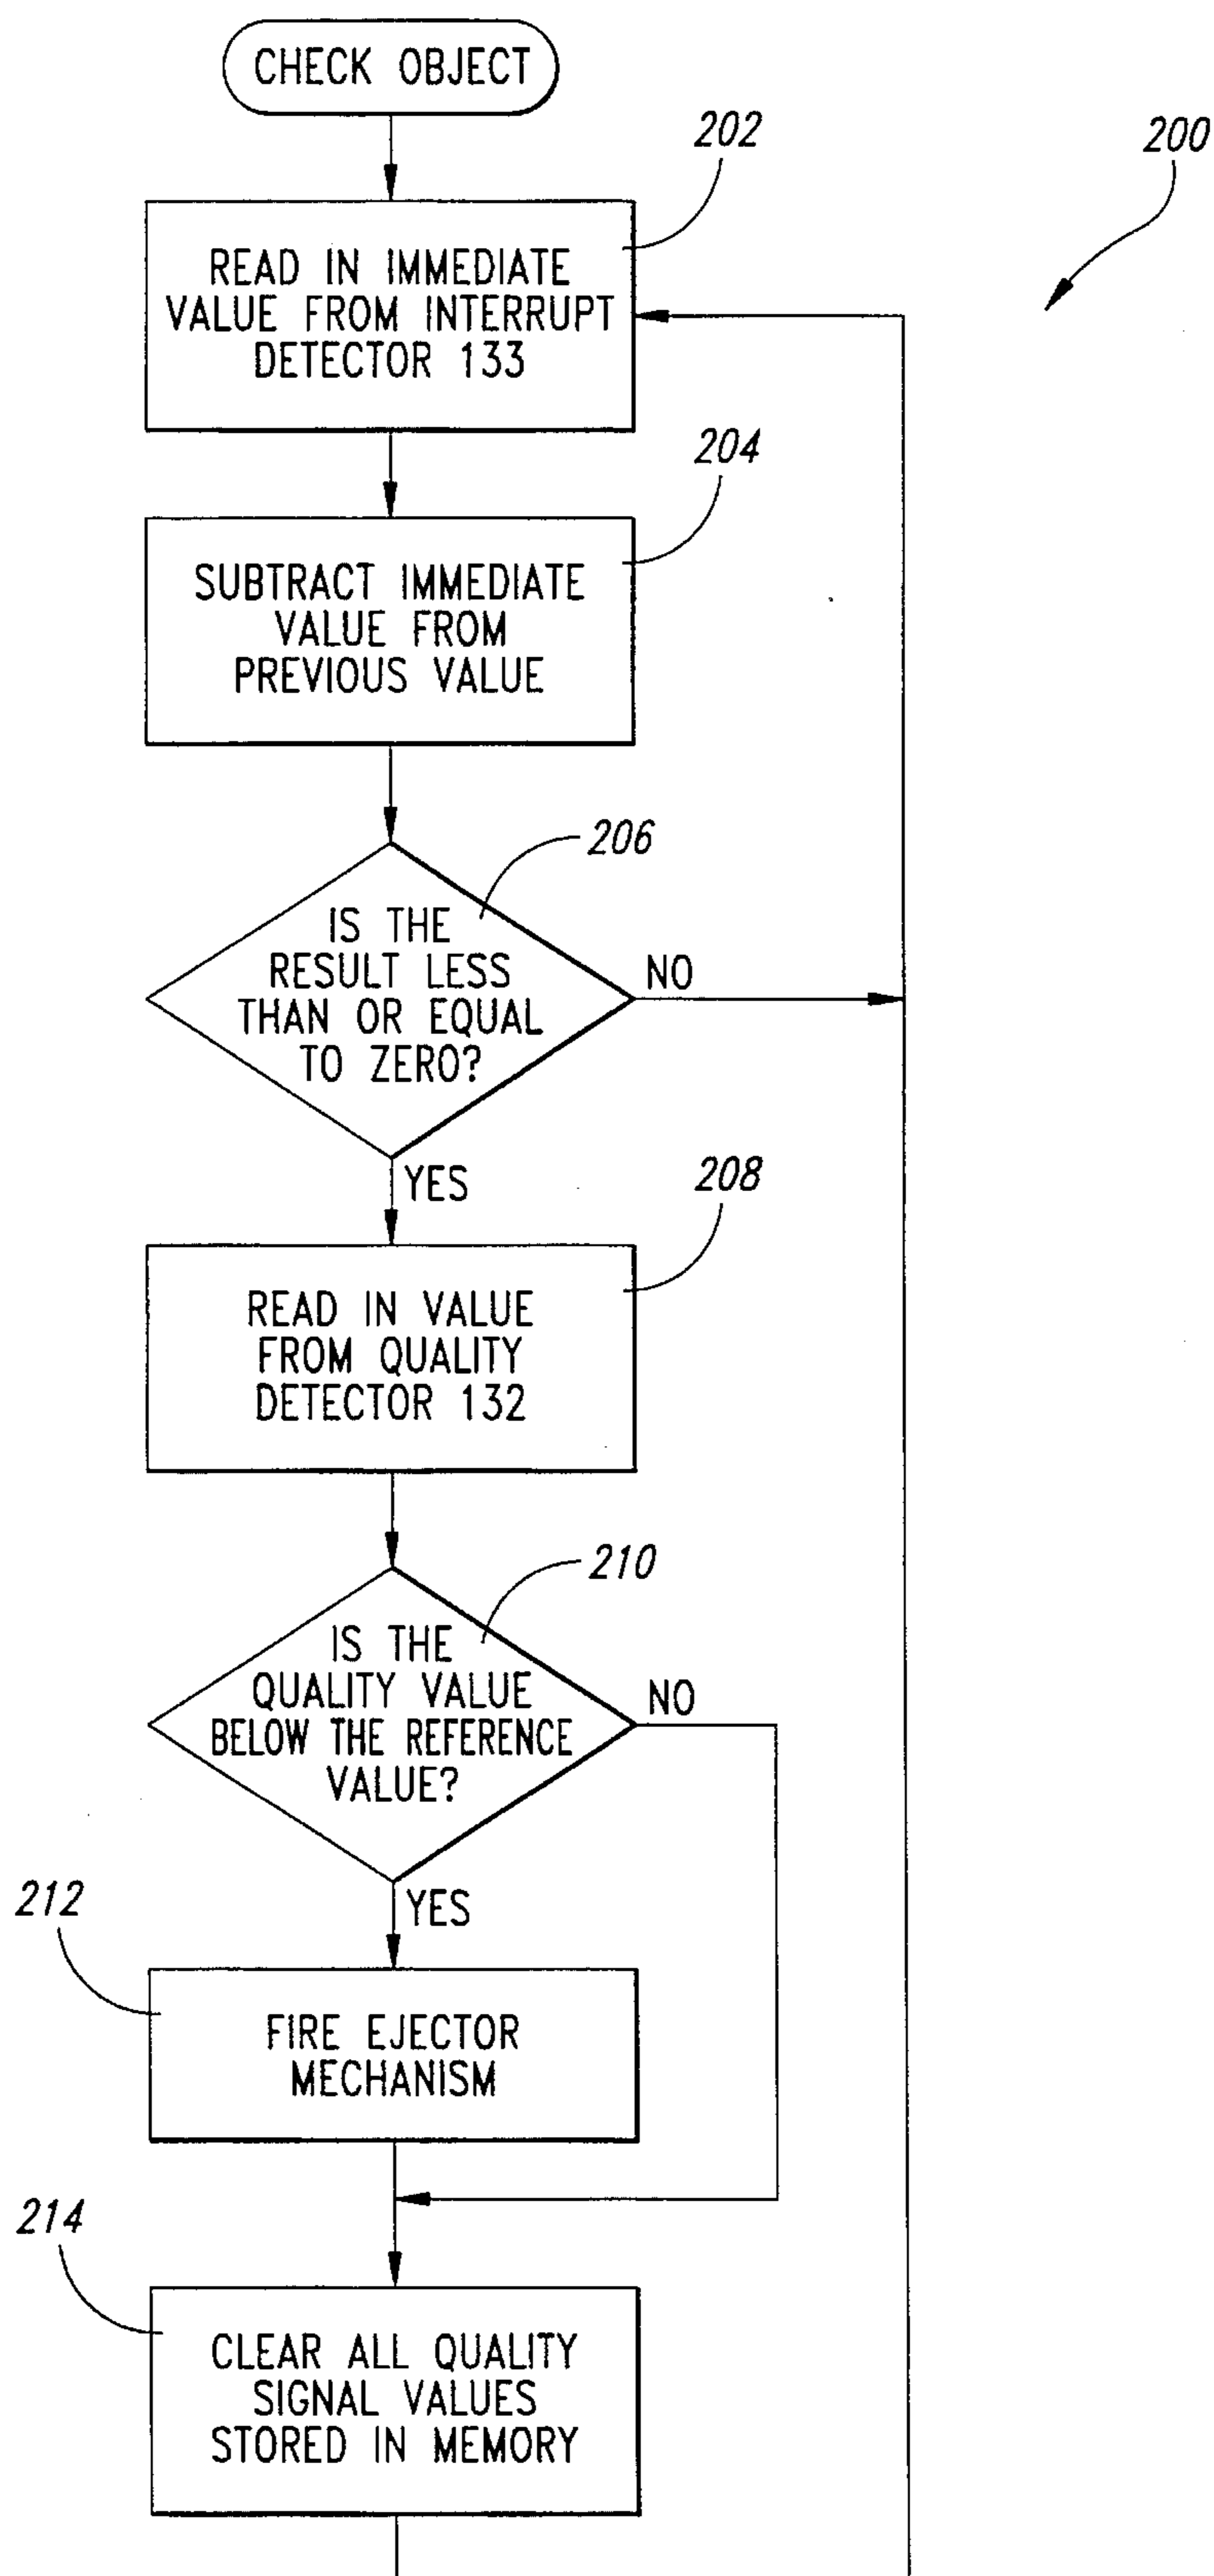 CHECK OBJECT
202
200
READ IN IMMEDIATE
VALUE FROM INTERRUPT
DETECTOR 133
204
SUBTRACT IMMEDIATE
VALUE FROM
PREVIOUS VALUE
206
IS THE
RESULT LESS
THAN OR EQUAL
TO ZERO?
NO
YES
208
READ IN VALUE
FROM QUALITY
DETECTOR 132
210
IS THE
QUALITY VALUE
BELOW THE REFERENCE
VALUE?
NO
YES
212
FIRE EJECTOR
MECHANISM
214
CLEAR ALL QUALITY
SIGNAL VALUES
STORED IN MEMORY